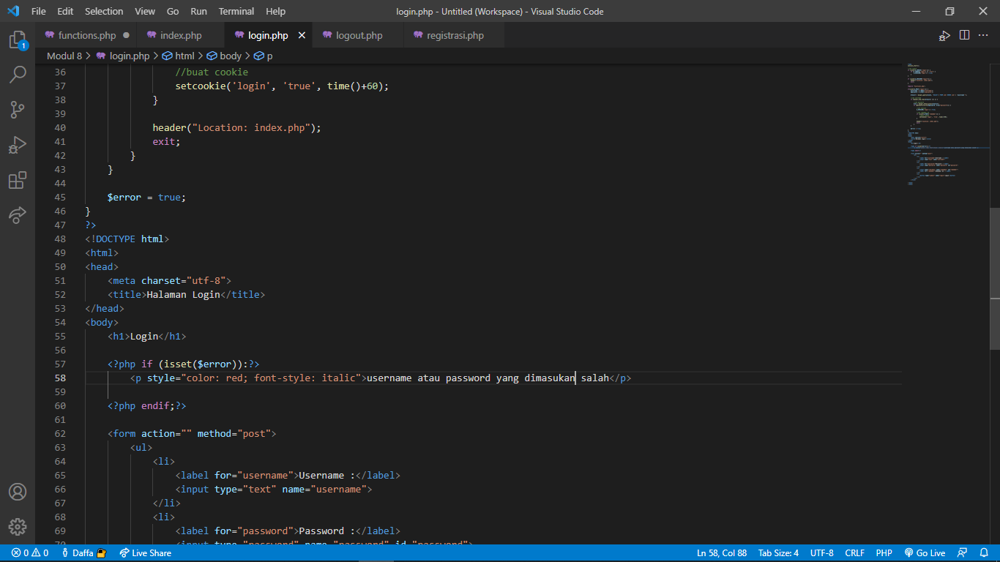 File Edit Selection View Go Run Terminal Help login.php - Untitled (Workspace) - Visual Studio Code
functions.php index.php login.php logout.php registrasi.php
1
Modul 8 > login.php > html > body > p
36 //buat cookie
37 setcookie('login', 'true', time()+60);
38 }
39
40 header("Location: index.php");
41 exit;
42 }
43 }
44
45 $error = true;
46 }
47 ?>
48 <!DOCTYPE html>
49 <html>
50 <head>
51 <meta charset="utf-8">
52 <title>Halaman Login</title>
53 </head>
54 <body>
55 <h1>Login</h1>
56
57 <?php if (isset($error)):?>
58 <p style="color: red; font-style: italic">username atau password yang dimasukan salah</p>
59
60 <?php endif;?>
61
62 <form action="" method="post">
63 <ul>
64 <li>
65 <label for="username">Username :</label>
66 <input type="text" name="username">
67 </li>
68 <li>
69 <label for="password">Password :</label>
70 <input type="password" name="password" id="password">
0 0 Daffa Live Share Ln 58, Col 88 Tab Size: 4 UTF-8 CRLF PHP Go Live